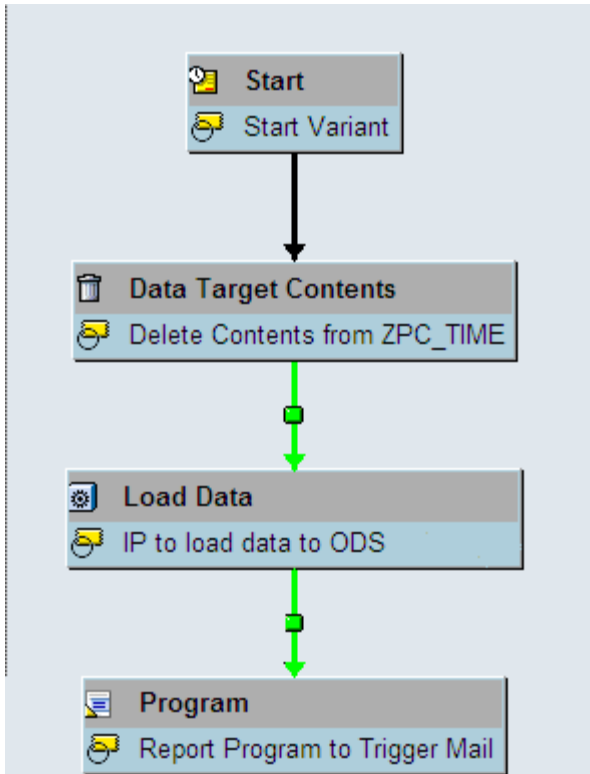 Start
Start Variant
Data Target Contents
Delete Contents from ZPC_TIME
Load Data
IP to load data to ODS
Program
Report Program to Trigger Mail